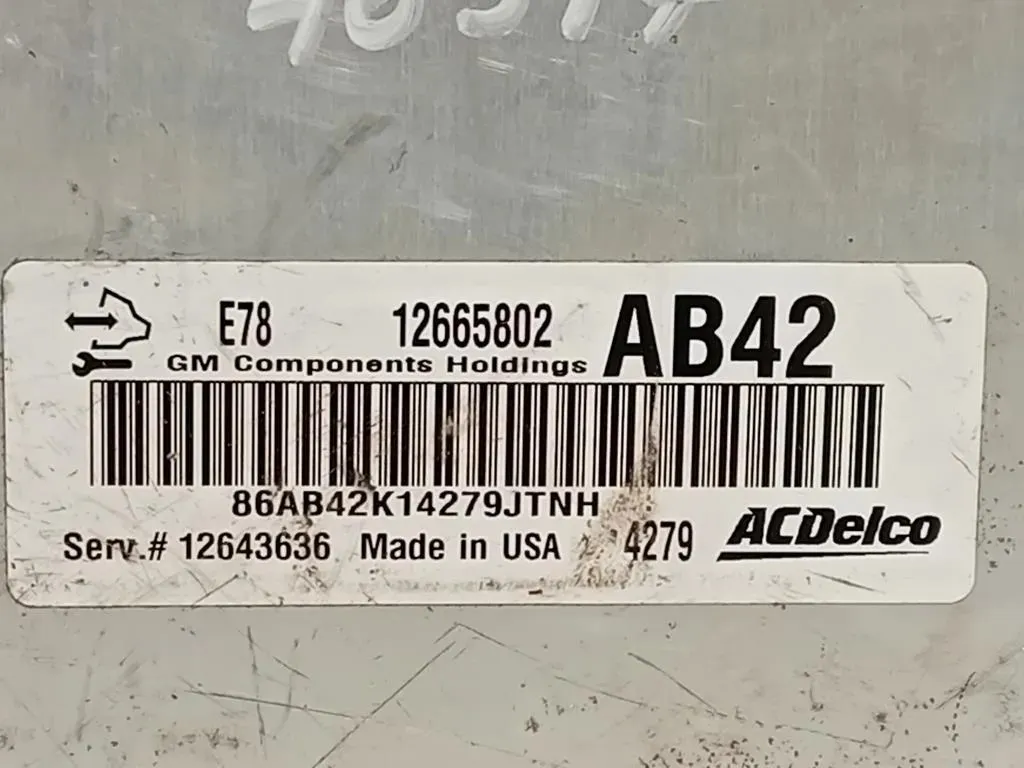 E78 12665802 AB42
GM Components Holdings
86AB42K14279JTNH
Serv.# 12643636 Made in USA 4279 ACDelco